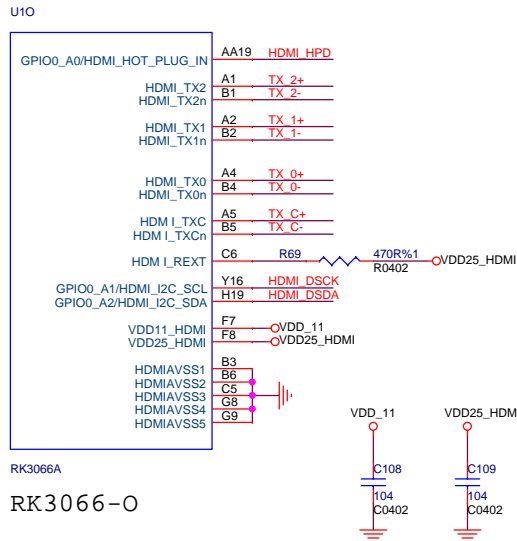 U1O
GPIO0_A0/HDMI_HOT_PLUG_IN AA19 HDMI_HPD
HDMI_TX2 A1 TX_2+
HDMI_TX2n B1 TX_2-
HDMI_TX1 A2 TX_1+
HDMI_TX1n B2 TX_1-
HDMI_TX0 A4 TX_0+
HDMI_TX0n B4 TX_0-
HDM I_TXC A5 TX_C+
HDM I_TXCn B5 TX_C-
HDM I_REXT C6 R69 470R%1 VDD25_HDMI
R0402
GPIO0_A1/HDMI_I2C_SCL Y16 HDMI_DSCK
GPIO0_A2/HDMI_I2C_SDA H19 HDMI_DSDA
VDD11_HDMI F7 VDD_11
VDD25_HDMI F8 VDD25_HDMI
HDMIAVSS1 B3
HDMIAVSS2 B6
HDMIAVSS3 C5
HDMIAVSS4 G8
HDMIAVSS5 G9
VDD_11 VDD25_HDM
RK3066A
C108 C109
104 104
C0402 C0402
RK3066-O